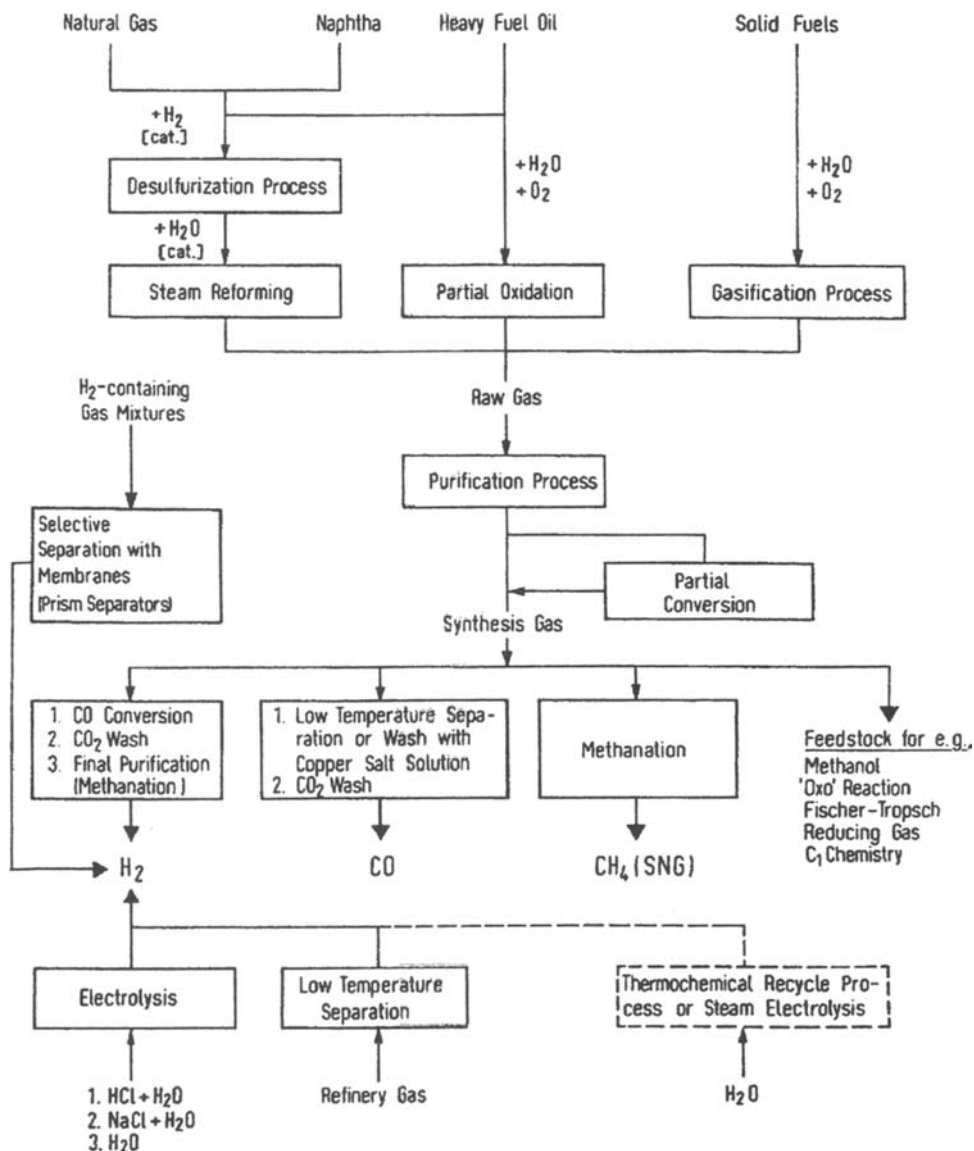 Natural Gas
Naphtha
Heavy Fuel Oil
Solid Fuels
+H₂
[cat.]
+H₂O
+O₂
+H₂O
+O₂
Desulfurization Process
+H₂O
[cat.]
Steam Reforming
Partial Oxidation
Gasification Process
H₂-containing
Gas Mixtures
Raw Gas
Purification Process
Selective
Separation with
Membranes
(Prism Separators)
Partial
Conversion
Synthesis Gas
1. CO Conversion
2. CO₂ Wash
3. Final Purification
(Methanation)
1. Low Temperature Sepa-
ration or Wash with
Copper Salt Solution
2. CO₂ Wash
Methanation
Feedstock for e.g.,
Methanol
'Oxo' Reaction
Fischer-Tropsch
Reducing Gas
C₁ Chemistry
H₂
CO
CH₄ (SNG)
Electrolysis
Low Temperature
Separation
Thermochemical Recycle Pro-
cess or Steam Electrolysis
1. HCl + H₂O
2. NaCl + H₂O
3. H₂O
Refinery Gas
H₂O